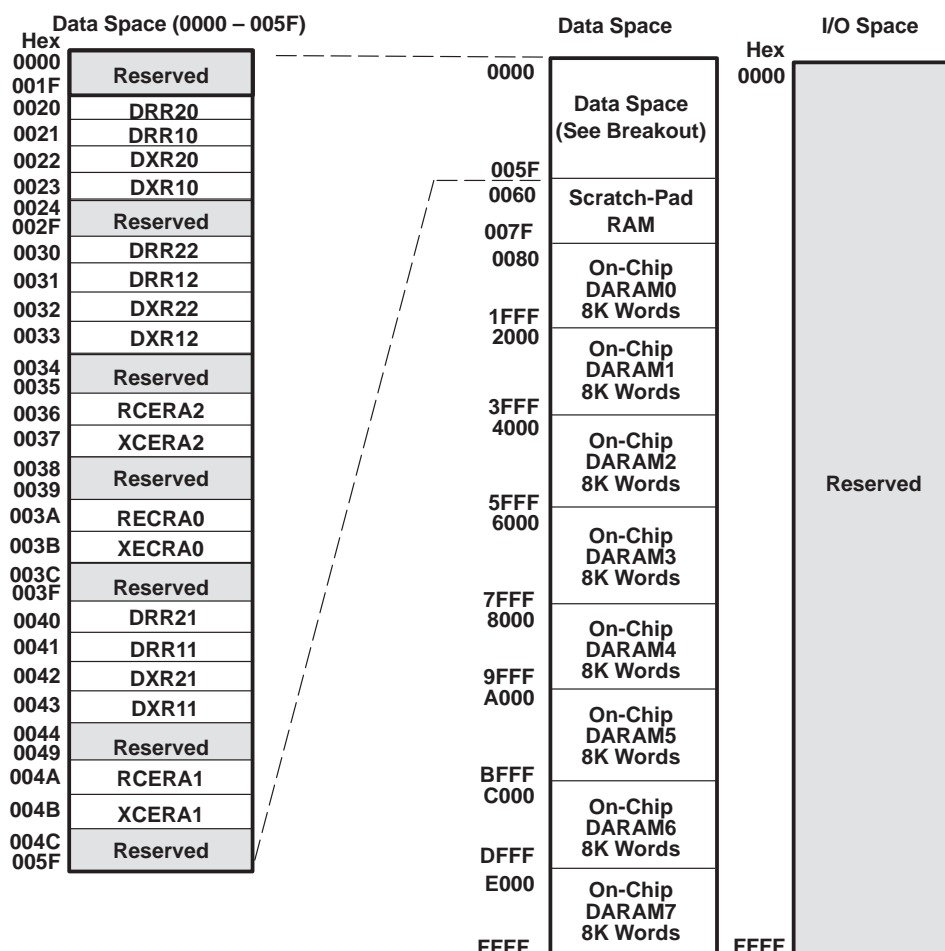 Data Space (0000 – 005F)
Hex
0000
Reserved
001F
0020
DRR20
0021
DRR10
0022
DXR20
0023
DXR10
0024
Reserved
002F
0030
DRR22
0031
DRR12
0032
DXR22
0033
DXR12
0034
Reserved
0035
0036
RCERA2
0037
XCERA2
0038
Reserved
0039
003A
RECRA0
003B
XECRA0
003C
Reserved
003F
0040
DRR21
0041
DRR11
0042
DXR21
0043
DXR11
0044
Reserved
0049
004A
RCERA1
004B
XCERA1
004C
Reserved
005F
Data Space
0000
Data Space
(See Breakout)
005F
0060
Scratch-Pad
RAM
007F
0080
On-Chip
DARAM0
8K Words
1FFF
2000
On-Chip
DARAM1
8K Words
3FFF
4000
On-Chip
DARAM2
8K Words
5FFF
6000
On-Chip
DARAM3
8K Words
7FFF
8000
On-Chip
DARAM4
8K Words
9FFF
A000
On-Chip
DARAM5
8K Words
BFFF
C000
On-Chip
DARAM6
8K Words
DFFF
E000
On-Chip
DARAM7
8K Words
FFFF
I/O Space
Hex
0000
Reserved
FFFF